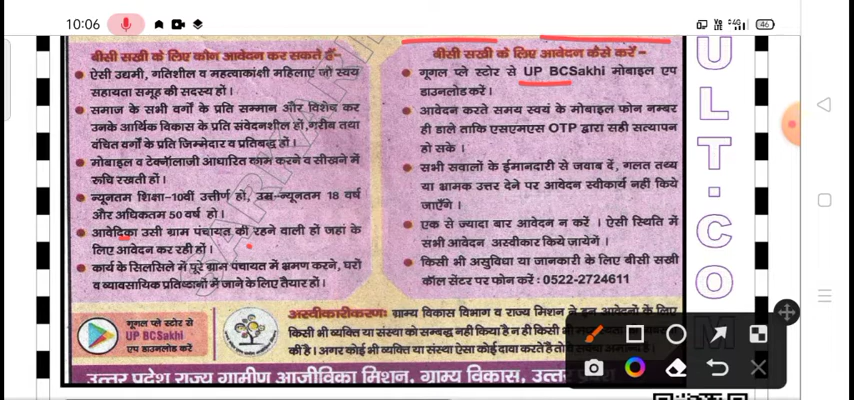 10:06
46
बीसी सखी के लिए कौन आवेदन कर सकते हैं-
ऐसी उद्यमी, गतिशील व महत्वाकांक्षी महिलाएं जो स्वयं
सहायता समूह की सदस्य हों।
समाज के सभी वर्गों के प्रति सम्मान और विशेष कर
उनके आर्थिक विकास के प्रति संवेदनशील हों,गरीब तथा
वंचित वर्गों के प्रति जिम्मेदार व प्रतिबद्ध हों।
मोबाइल व टेक्नोलाजी आधारित काम करने व सीखने में
रूचि रखती हों।
न्यूनतम शिक्षा-10वीं उत्तीर्ण हो, उम्र-न्यूनतम 18 वर्ष
और अधिकतम 50 वर्ष हो।
आवेदिका उसी ग्राम पंचायत की रहने वाली हों जहां के
लिए आवेदन कर रही हों।
कार्य के सिलसिले में पूरे ग्राम पंचायत में भ्रमण करने, घरों
व व्यावसायिक प्रतिष्ठानों में जाने के लिए तैयार हों।
बीसी सखी के लिए आवेदन कैसे करें-
गूगल प्ले स्टोर से UP BCSakhi मोबाइल एप
डाउनलोड करें।
आवेदन करते समय स्वयं के मोबाइल फोन नम्बर
ही डाले ताकि एसएमएस OTP द्वारा सही सत्यापन
हो सके।
सभी सवालों के ईमानदारी से जवाब दें, गलत तथ्य
या भ्रामक उत्तर देने पर आवेदन स्वीकार्य नहीं किये
जाएँगे।
एक से ज्यादा बार आवेदन न करें। ऐसी स्थिति में
सभी आवेदन अस्वीकार किये जायेगें।
किसी भी असुविधा या जानकारी के लिए बीसी सखी
कॉल सेंटर पर फोन करें : 0522-2724611
गूगल प्ले स्टोर से
UP BCSakhi
एप डाउनलोड करें
अस्वीकारीकरणः ग्राम्य विकास विभाग व राज्य मिशन ने इन आवेदनों के लिए
किसी भी व्यक्ति या संस्था को सम्बद्ध नही किया है न ही किसी
की है। अगर कोई भी व्यक्ति या संस्था ऐसा कोई दावा करते है तो
उत्तर प्रदेश राज्य ग्रामीण आजीविका मिशन, ग्राम्य विकास, उत्तर
ULT.COM